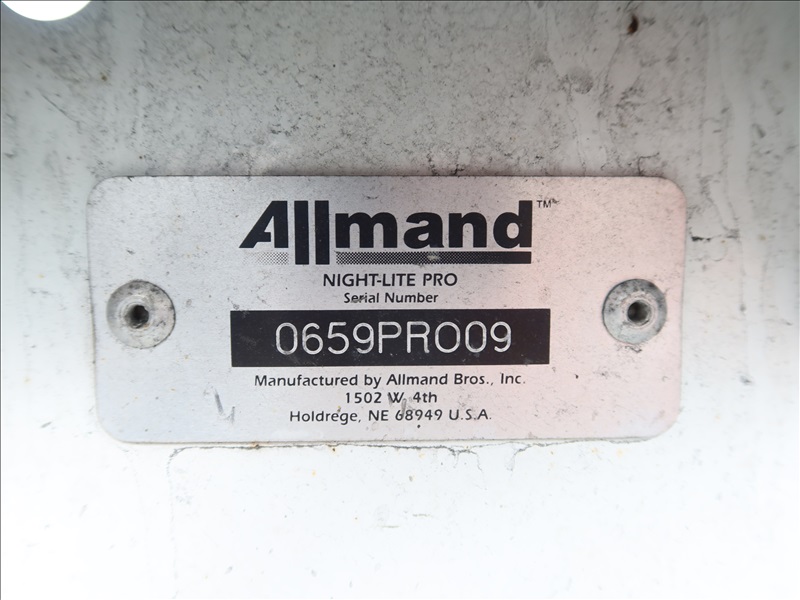 Allmand™
NIGHT-LITE PRO
Serial Number
0659PRO09
Manufactured by Allmand Bros., Inc.
1502 W. 4th
Holdrege, NE 68949 U.S.A.